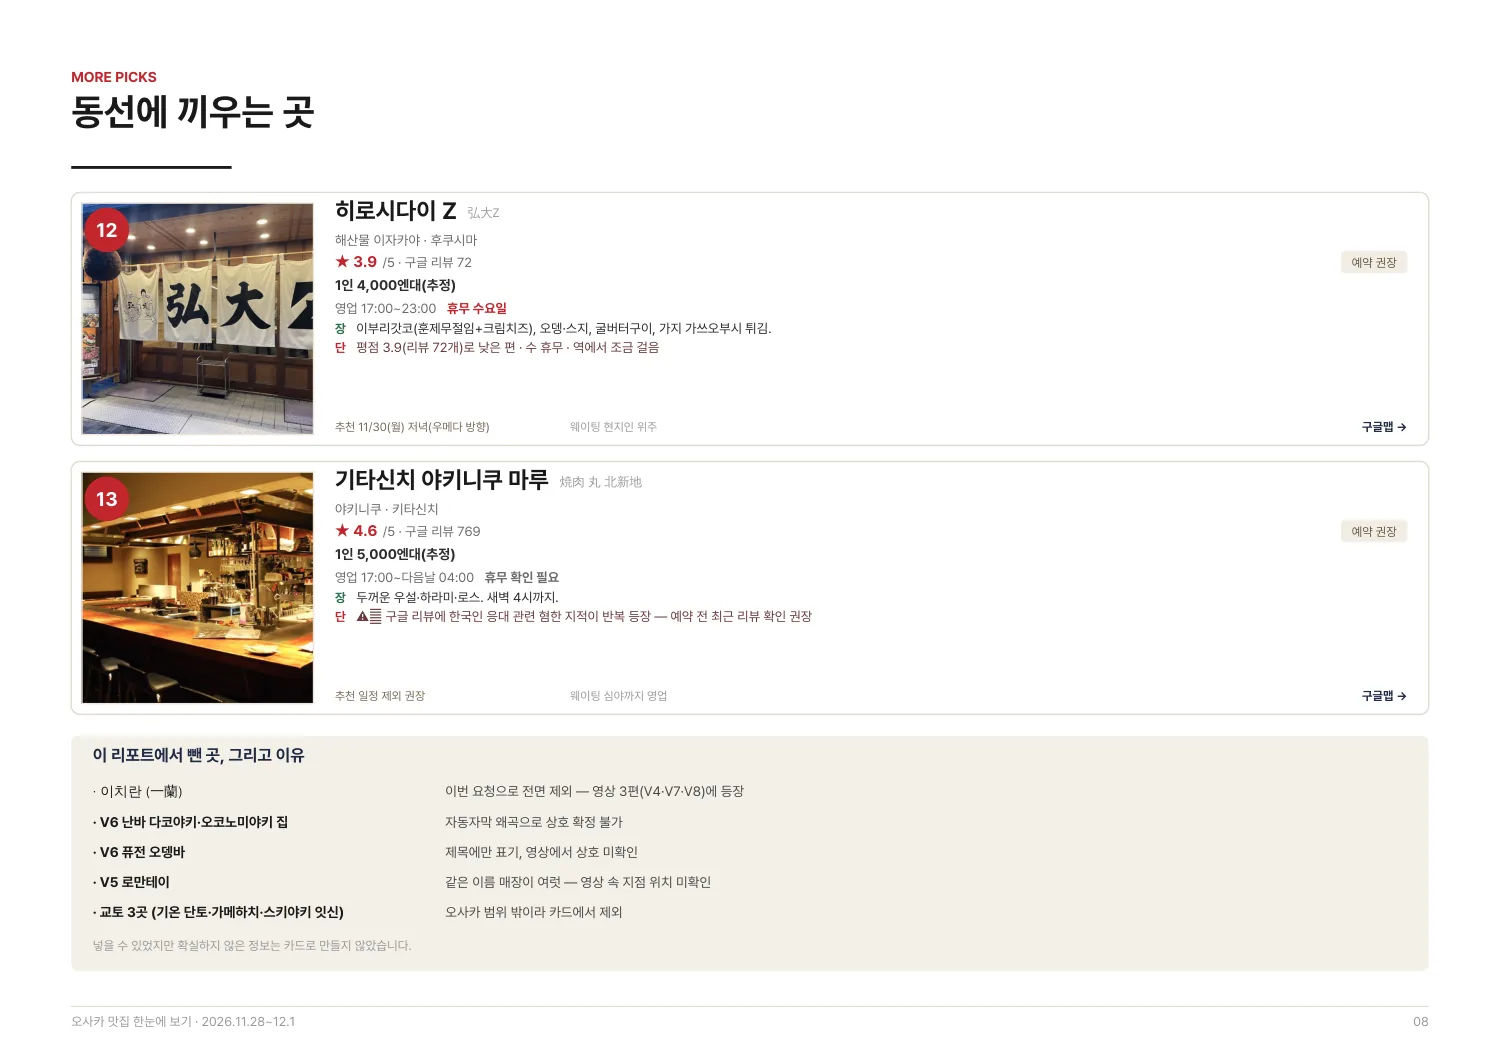 MORE PICKS
동선에 끼우는 곳
12
弘大
히로시다이 Z 弘大Z
해산물 이자카야 · 후쿠시마
★ 3.9 /5 · 구글 리뷰 72
예약 권장
1인 4,000엔대(추정)
영업 17:00~23:00 휴무 수요일
장 이부리갓코(훈제무절임+크림치즈), 오뎅·스지, 굴버터구이, 가지 가쓰오부시 튀김.
단 평점 3.9(리뷰 72개)로 낮은 편 · 수 휴무 · 역에서 조금 걸음
추천 11/30(월) 저녁(우메다 방향) 웨이팅 현지인 위주 구글맵 →
13
기타신치 야키니쿠 마루 焼肉 丸 北新地
야키니쿠 · 키타신치
★ 4.6 /5 · 구글 리뷰 769
예약 권장
1인 5,000엔대(추정)
영업 17:00~다음날 04:00 휴무 확인 필요
장 두꺼운 우설·하라미·로스. 새벽 4시까지.
단 ⚠ 구글 리뷰에 한국인 응대 관련 혐한 지적이 반복 등장 — 예약 전 최근 리뷰 확인 권장
추천 일정 제외 권장 웨이팅 심야까지 영업 구글맵 →
이 리포트에서 뺀 곳, 그리고 이유
· 이치란 (一蘭) 이번 요청으로 전면 제외 — 영상 3편(V4·V7·V8)에 등장
· V6 난바 다코야키·오코노미야키 집 자동자막 왜곡으로 상호 확정 불가
· V6 퓨전 오뎅바 제목에만 표기, 영상에서 상호 미확인
· V5 로만테이 같은 이름 매장이 여럿 — 영상 속 지점 위치 미확인
· 교토 3곳 (기온 단토·가메하치·스키야키 잇신) 오사카 범위 밖이라 카드에서 제외
넣을 수 있었지만 확실하지 않은 정보는 카드로 만들지 않았습니다.
오사카 맛집 한눈에 보기 · 2026.11.28~12.1 08